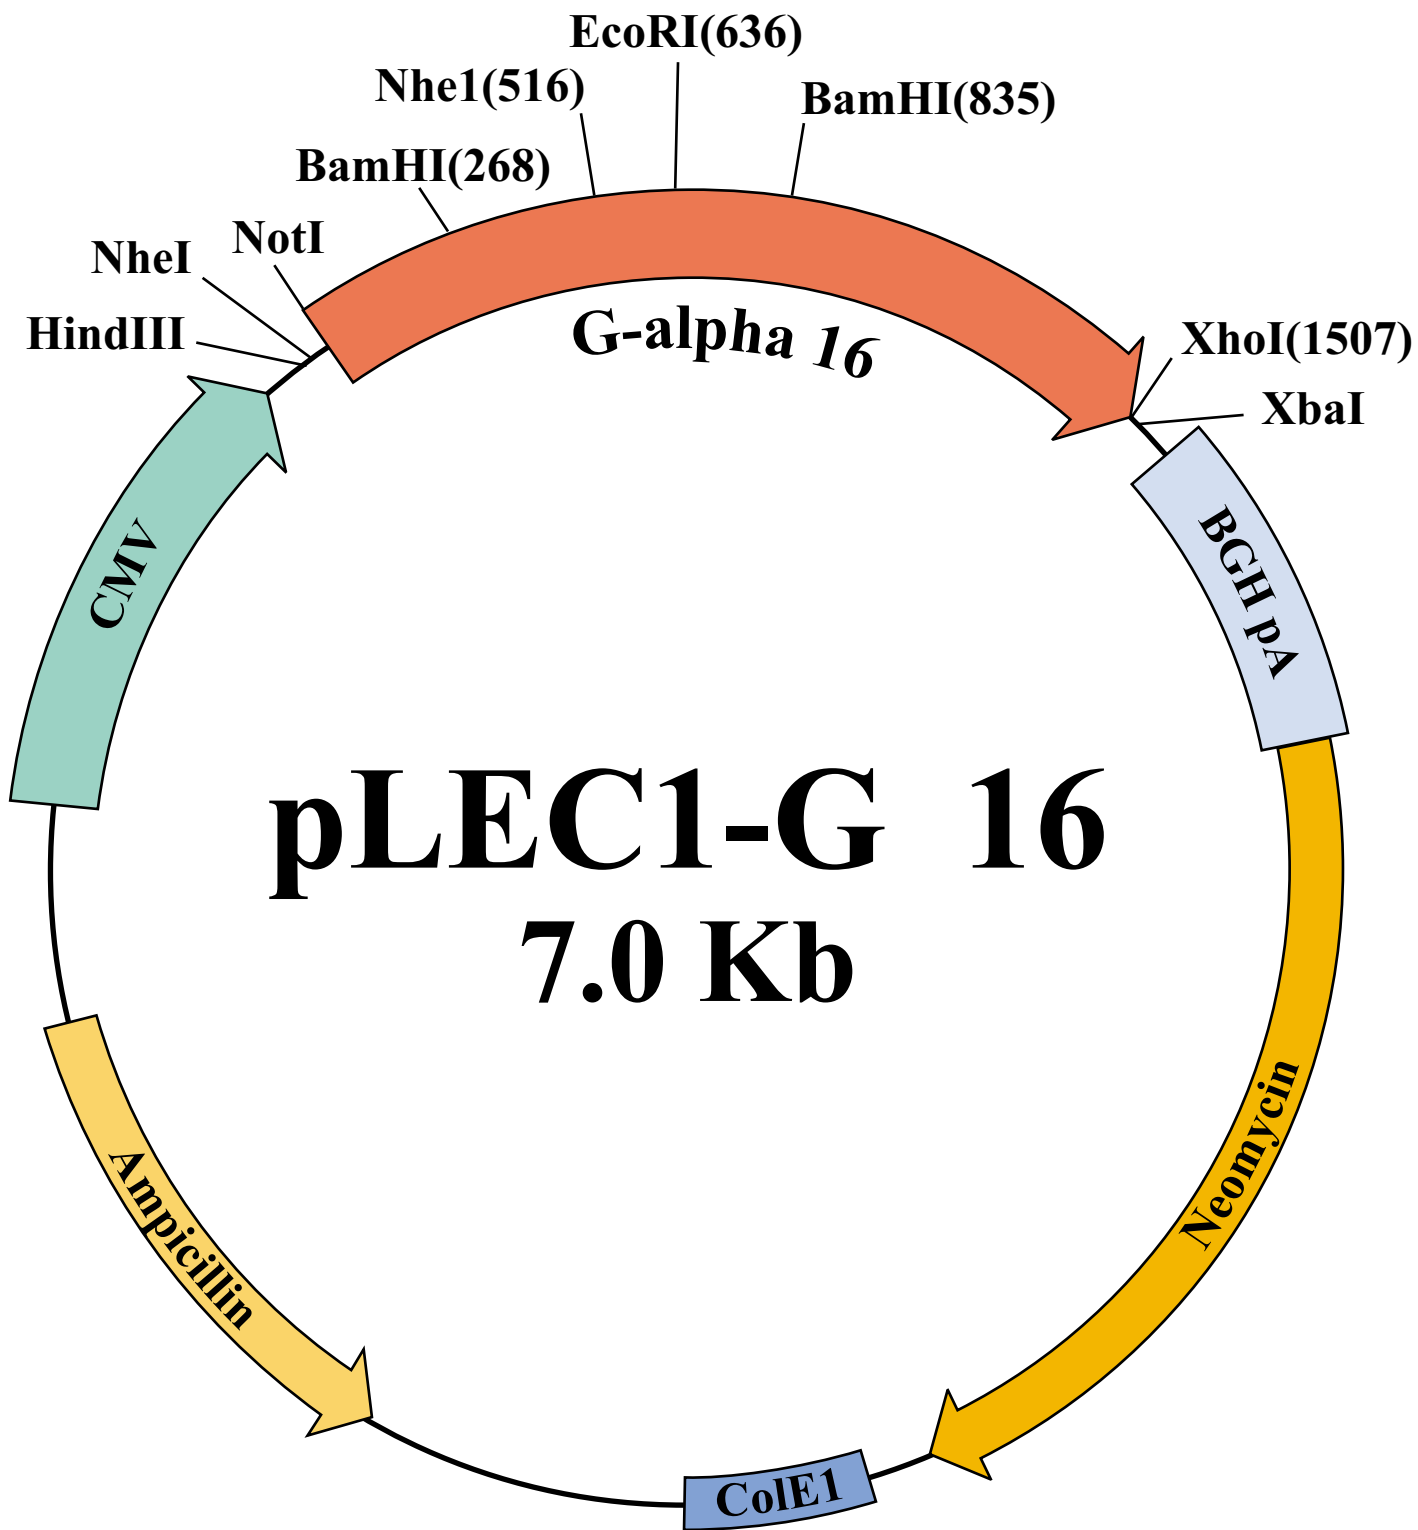 EcoRI(636)
Nhe1(516)
BamHI(835)
BamHI(268)
NotI
NheI
HindIII
G-alpha 16
XhoI(1507)
XbaI
CMV
BGH pA
pLEC1-G 16
7.0 Kb
Neomycin
Ampicillin
ColE1